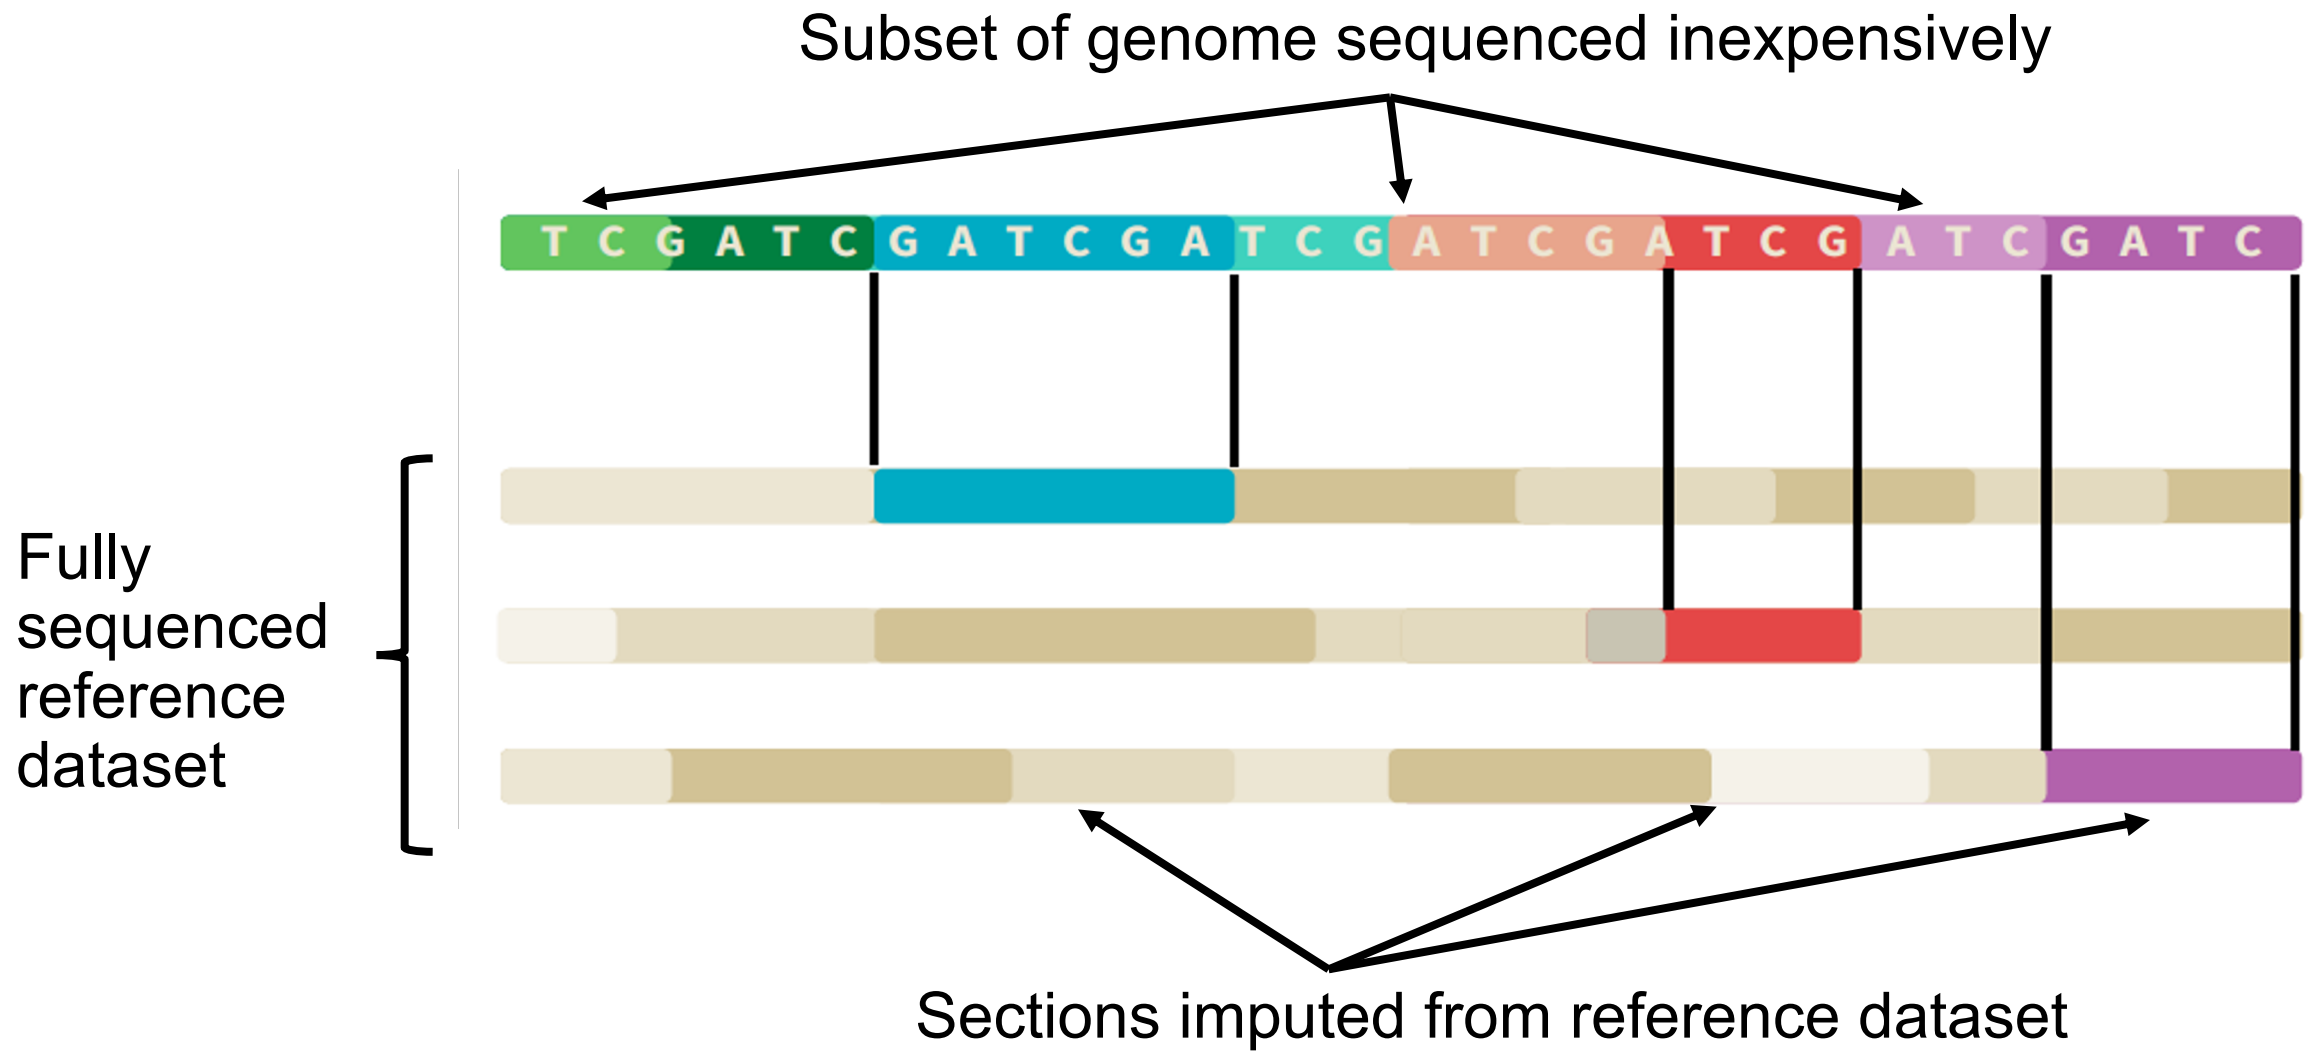 Subset of genome sequenced inexpensively
T C G A T C G A T C G A T C G A T C G A T C G A T C G A T C
Fully
sequenced
reference
dataset
Sections imputed from reference dataset